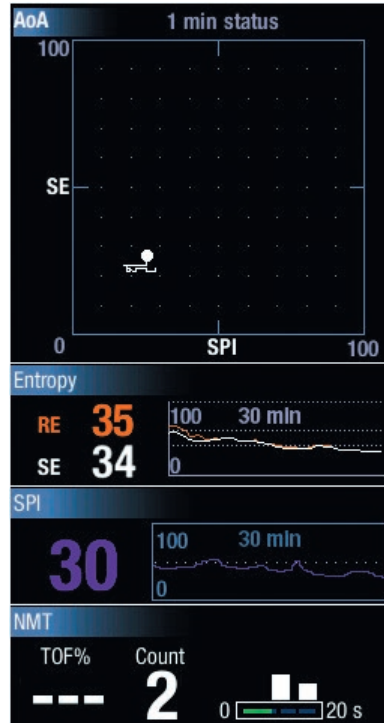 AoA 1 min status
100
SE
0 SPI 100
Entropy
RE 35 100 30 min
SE 34 0
SPI
30 100 30 min
0
NMT
TOF% Count
--- 2 0 20 s